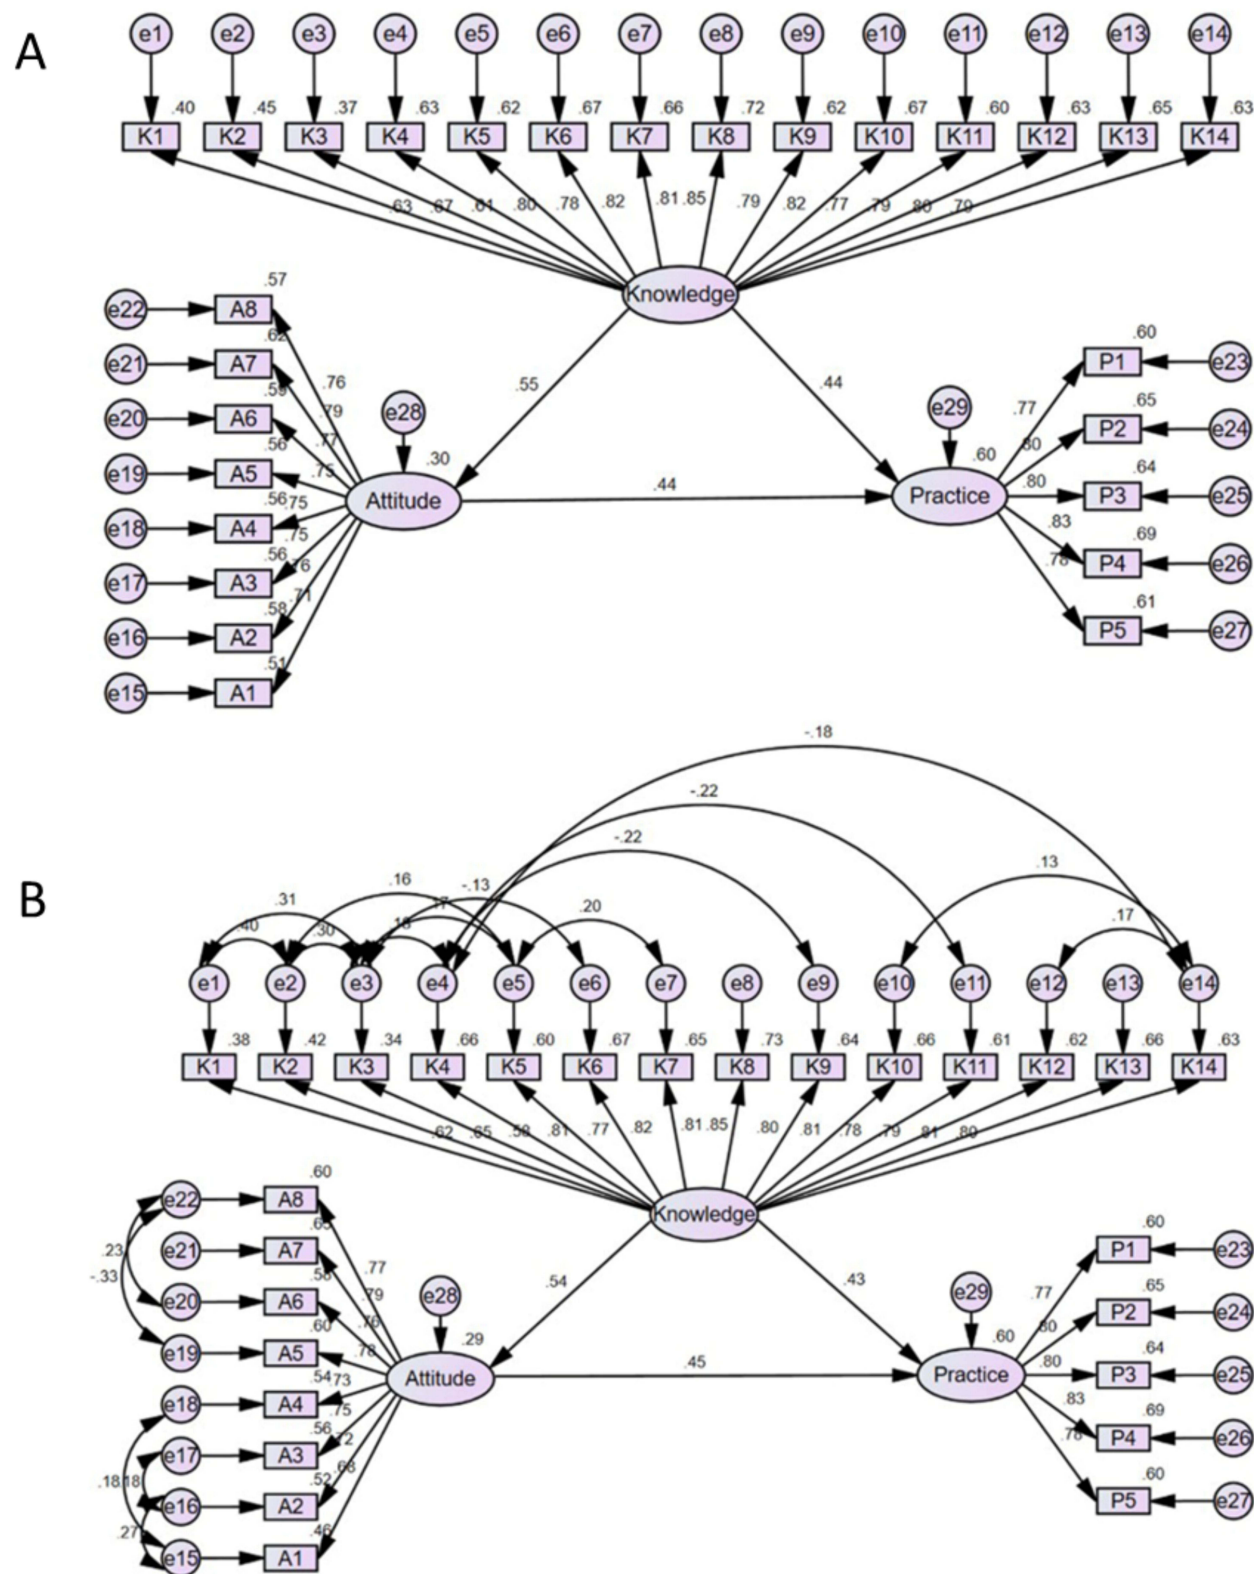 A
e1 e2 e3 e4 e5 e6 e7 e8 e9 e10 e11 e12 e13 e14
.40 .45 .37 .63 .62 .67 .66 .72 .62 .67 .60 .63 .65 .63
K1 K2 K3 K4 K5 K6 K7 K8 K9 K10 K11 K12 K13 K14
.63 .67 .61 .80 .78 .82 .81 .85 .79 .82 .77 .79 .80 .79
Knowledge
.55 .44
.57
e22 A8
.62
e21 A7
.59
e20 A6
.56
e19 A5
.56
e18 A4
.56
e17 A3
.58
e16 A2
.51
e15 A1
.76
.79
.77
.75
.75
.75
.76
.71
e28
.30
Attitude
.44
e29
.60
Practice
.77
.80
.80
.83
.78
.60
P1 e23
.65
P2 e24
.64
P3 e25
.69
P4 e26
.61
P5 e27
B
-.18
-.22
-.22
.13
.16 -.13
.31 .17 .20 .17
.40 .30 .18
e1 e2 e3 e4 e5 e6 e7 e8 e9 e10 e11 e12 e13 e14
.38 .42 .34 .66 .60 .67 .65 .73 .64 .66 .61 .62 .66 .63
K1 K2 K3 K4 K5 K6 K7 K8 K9 K10 K11 K12 K13 K14
.62 .65 .58 .81 .77 .82 .81 .85 .80 .81 .78 .79 .81 .80
Knowledge
.54 .43
.60
e22 A8
.65
e21 A7
.58
e20 A6
.60
e19 A5
.54
e18 A4
.56
e17 A3
.52
e16 A2
.46
e15 A1
.23
-.33
.18 .18
.27
.77
.79
.76
.78
.73
.75
.72
.68
e28
.29
Attitude
.45
e29
.60
Practice
.77
.80
.80
.83
.78
.60
P1 e23
.65
P2 e24
.64
P3 e25
.69
P4 e26
.60
P5 e27